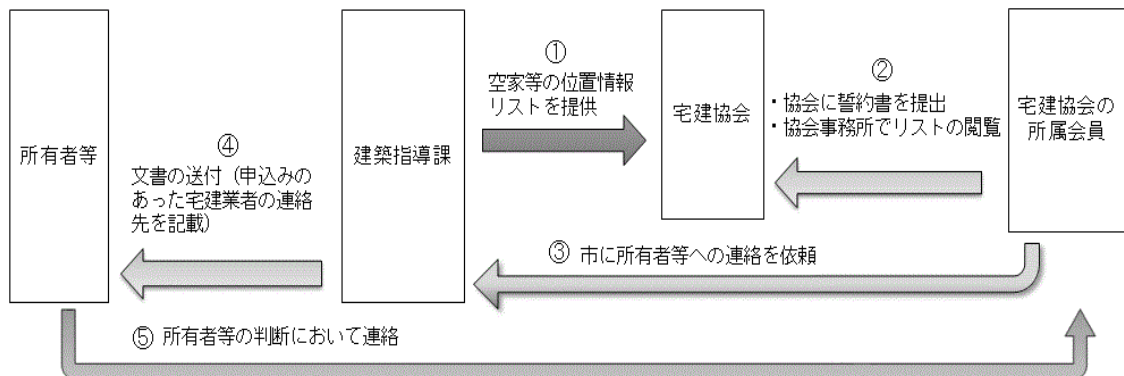 所有者等
④
文書の送付（申込みの
あった宅建業者の連絡
先を記載）
建築指導課
①
空家等の位置情報
リストを提供
宅建協会
②
・協会に誓約書を提出
・協会事務所でリストの閲覧
宅建協会の
所属会員
③ 市に所有者等への連絡を依頼
⑤ 所有者等の判断において連絡